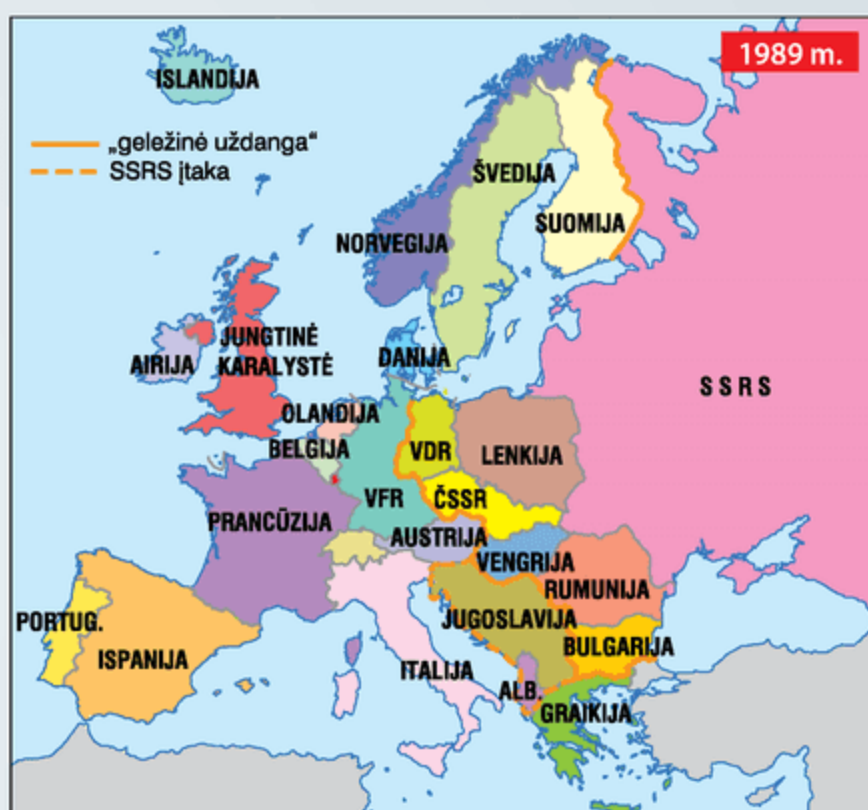 1989 m.
ISLANDIJA
„geležinė uždanga“
SSRS įtaka
ŠVEDIJA
SUOMIJA
NORVEGIJA
JUNGTINĖ
KARALYSTĖ
AIRIJA
DANIJA
SSRS
OLANDIJA
BELGIJA
VDR
LENKIJA
VFR
ČSSR
PRANCŪZIJA
AUSTRIJA
VENGRIJA
RUMUNIJA
JUGOSLAVIJA
PORTUG.
BULGARIJA
ISPANIJA
ITALIJA
ALB.
GRAIKIJA